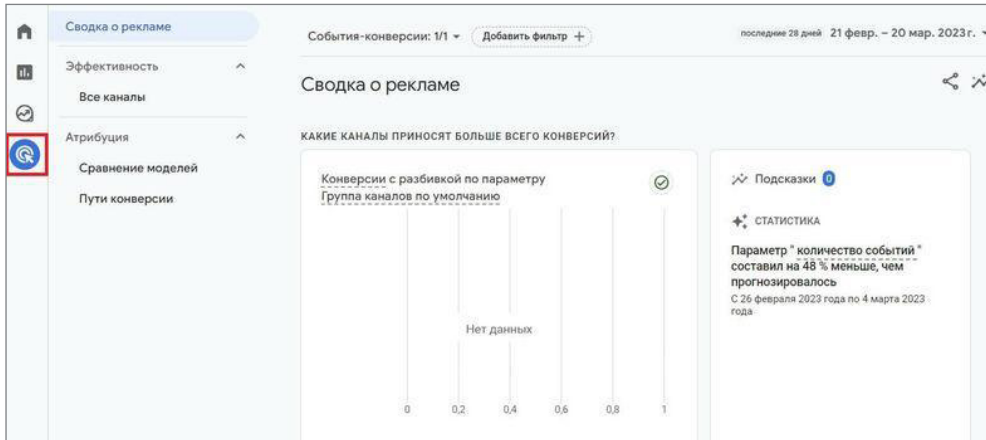 Сводка о рекламе
Эффективность
Все каналы
Атрибуция
Сравнение моделей
Пути конверсии
События-конверсии: 1/1
Добавить фильтр +
последние 28 дней 21 февр. – 20 мар. 2023 г.
Сводка о рекламе
КАКИЕ КАНАЛЫ ПРИНОСЯТ БОЛЬШЕ ВСЕГО КОНВЕРСИЙ?
Конверсии с разбивкой по параметру
Группа каналов по умолчанию
Нет данных
0 0,2 0,4 0,6 0,8 1
Подсказки 0
СТАТИСТИКА
Параметр " количество событий "
составил на 48 % меньше, чем
прогнозировалось
С 26 февраля 2023 года по 4 марта 2023
года